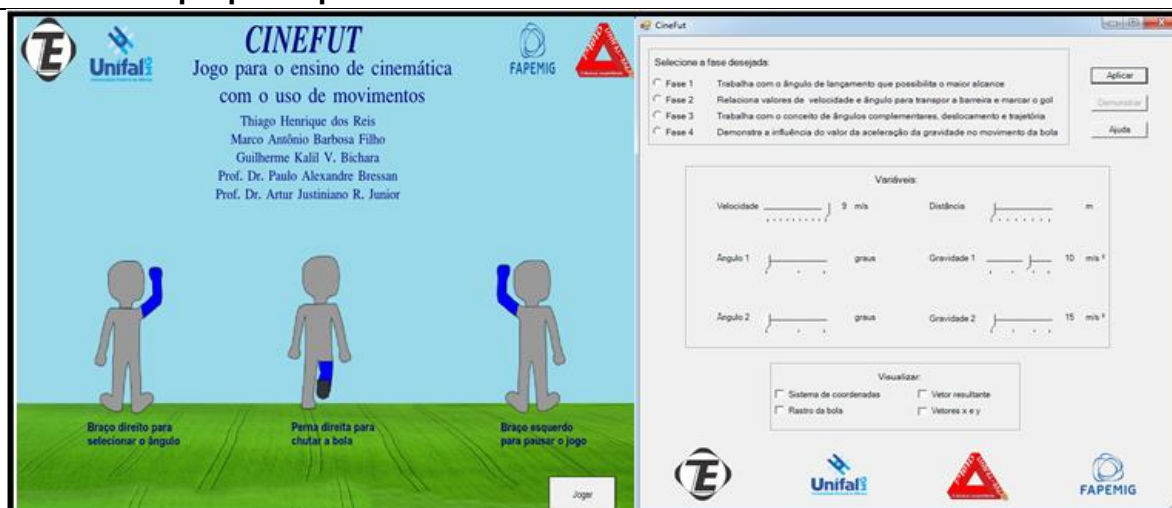 CINEFUT
Jogo para o ensino de cinemática
com o uso de movimentos
Thiago Henrique dos Reis
Marco Antônio Barbosa Filho
Guilherme Kalil V. Bichara
Prof. Dr. Paulo Alexandre Bressan
Prof. Dr. Artur Justiniano R. Junior
TE
Unifal
FAPEMIG
Braço direito para
selecionar o ângulo
Perna direita para
chutar a bola
Braço esquerdo
para pausar o jogo
Jogar
CineFut
Selecione a fase desejada:
Fase 1 Trabalha com o ângulo de lançamento que possibilita o maior alcance
Fase 2 Relaciona valores de velocidade e ângulo para transpor a barreira e marcar o gol
Fase 3 Trabalha com o conceito de ângulos complementares, deslocamento e trajetória
Fase 4 Demonstra a influência do valor da aceleração da gravidade no movimento da bola
Aplicar
Demonstrar
Ajuda
Variáveis:
Velocidade 9 m/s
Distância m
Ângulo 1 graus
Gravidade 1 10 m/s²
Ângulo 2 graus
Gravidade 2 15 m/s²
Visualizar:
Sistema de coordenadas
Vetor resultante
Rastro da bola
Vetores x e y
TE
Unifal
FAPEMIG